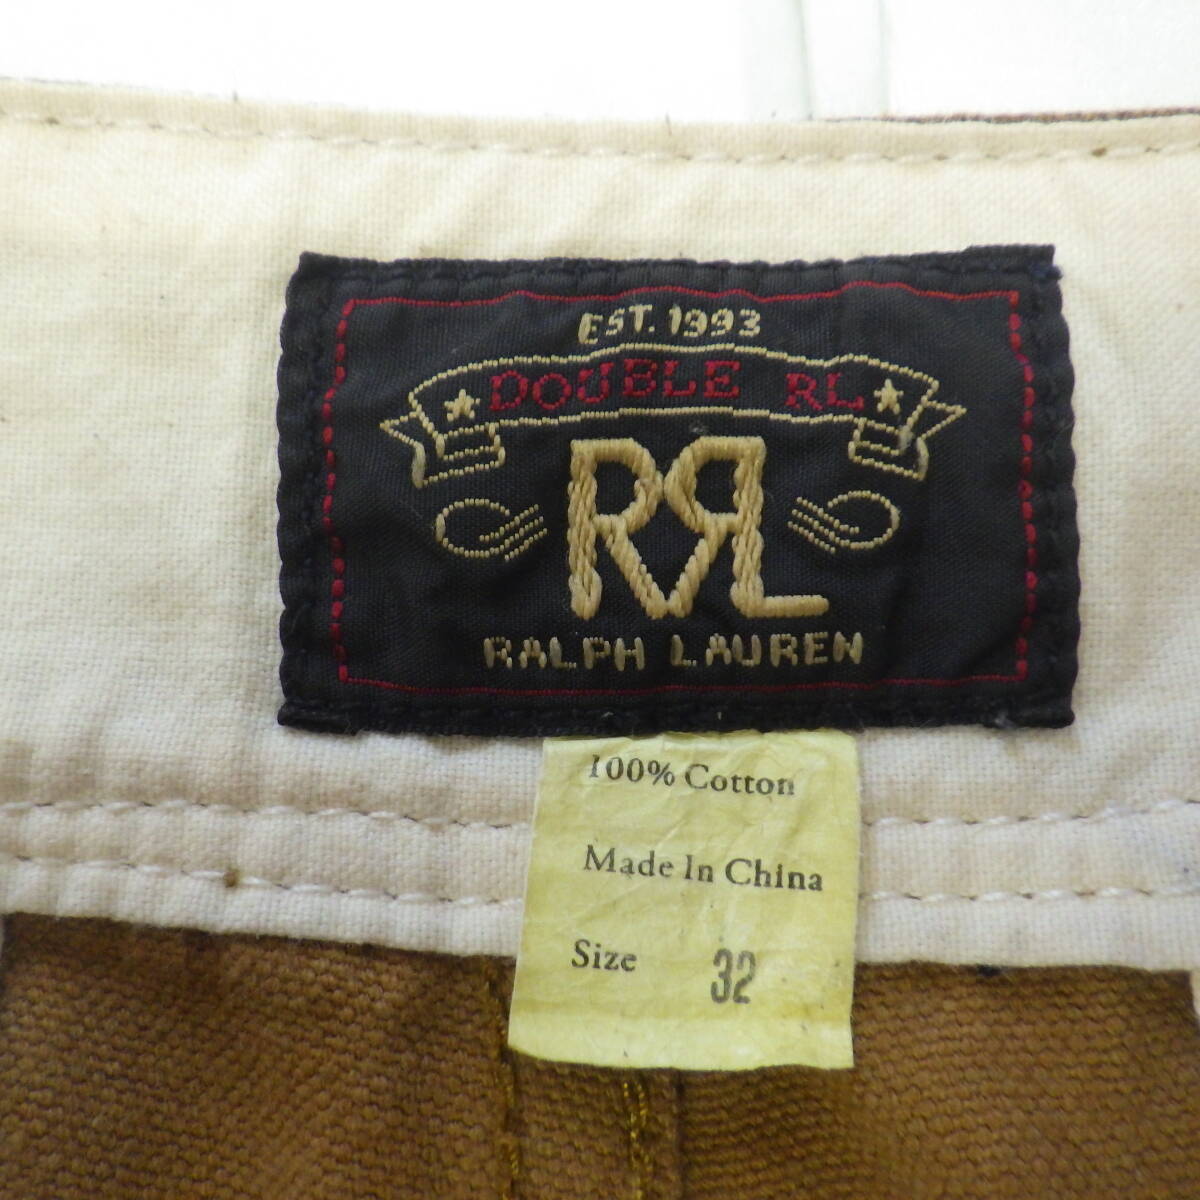 EST. 1993
DOUBLE RL
RRL
RALPH LAUREN
100% Cotton
Made In China
Size 32